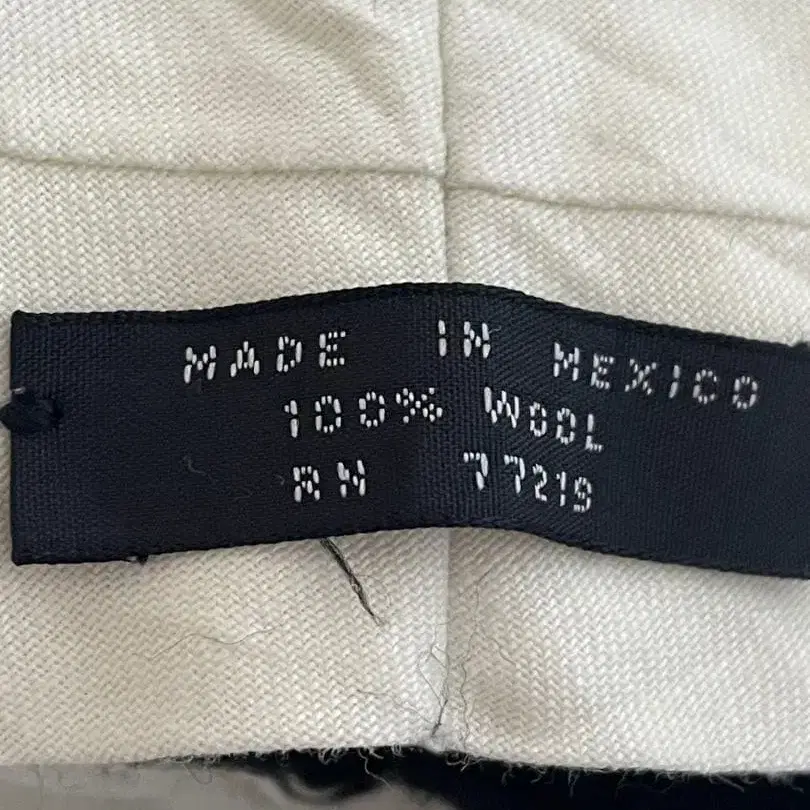 MADE IN MEXICO
100% WOOL
RN 77219